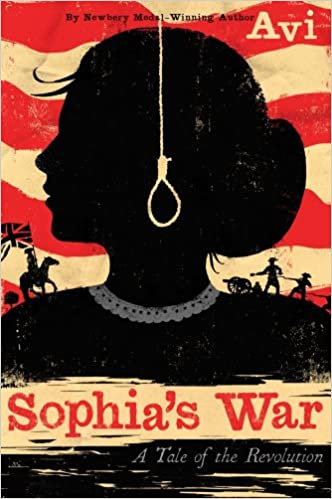 By Newbery Medal-Winning Author
Avi
Sophia's War
A Tale of the Revolution